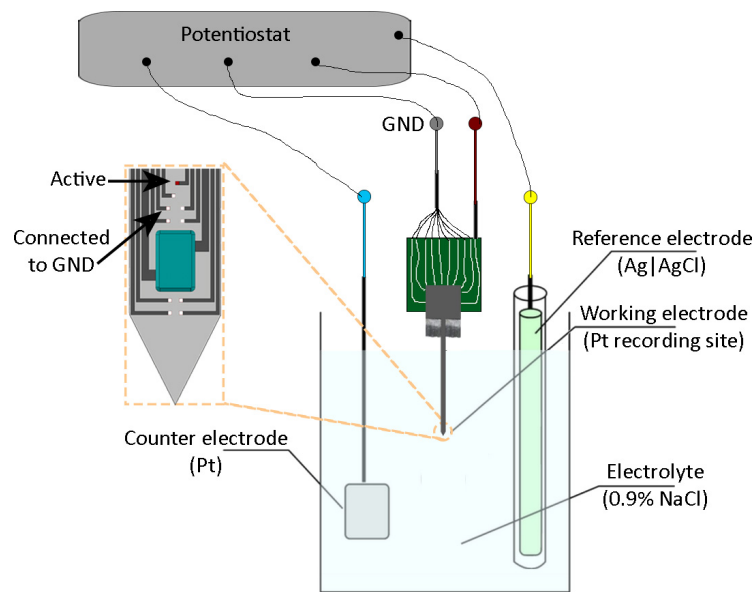 Potentiostat
GND
Active
Connected
to GND
Reference electrode
(Ag|AgCl)
Working electrode
(Pt recording site)
Counter electrode
(Pt)
Electrolyte
(0.9% NaCl)